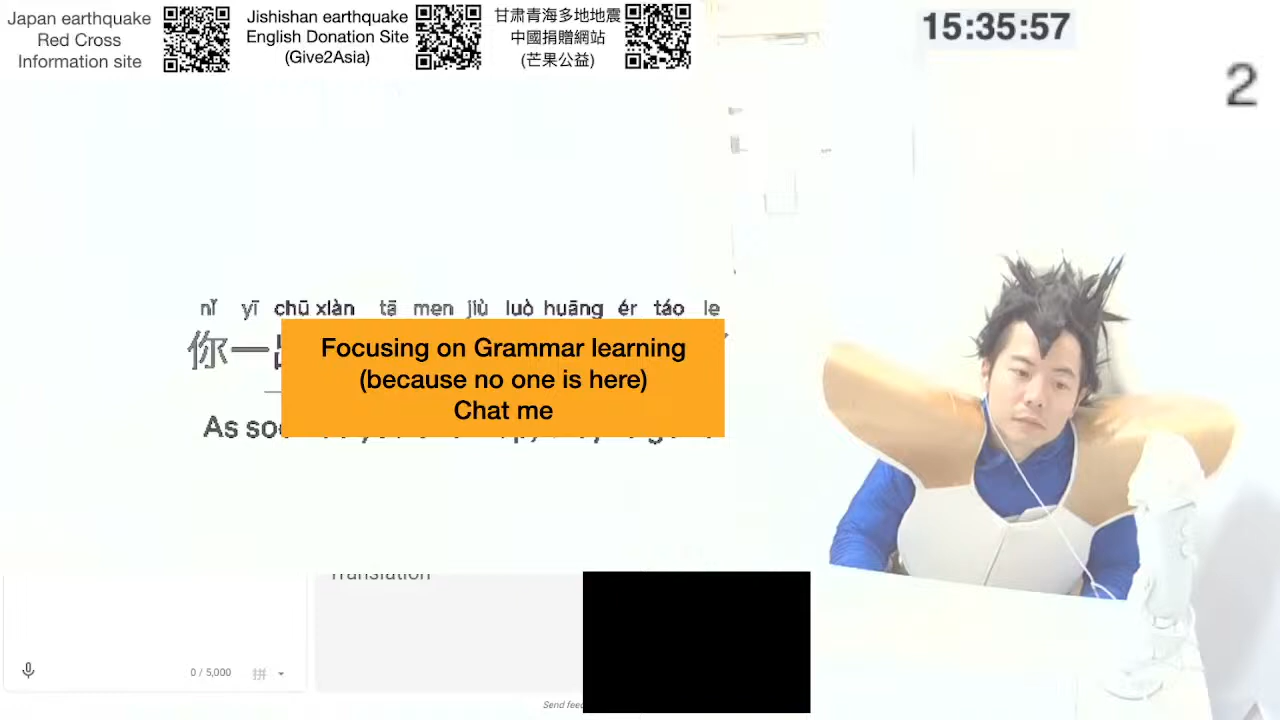 Japan earthquake
Red Cross
Information site
Jishishan earthquake
English Donation Site
(Give2Asia)
甘肅青海多地地震
中國捐贈網站
(芒果公益)
15:35:57
2
nǐ yī chū xiàn tā men jiù luò huāng ér táo le
你一
Focusing on Grammar learning
(because no one is here)
Chat me
As
Translation
0 / 5,000
拼
Send